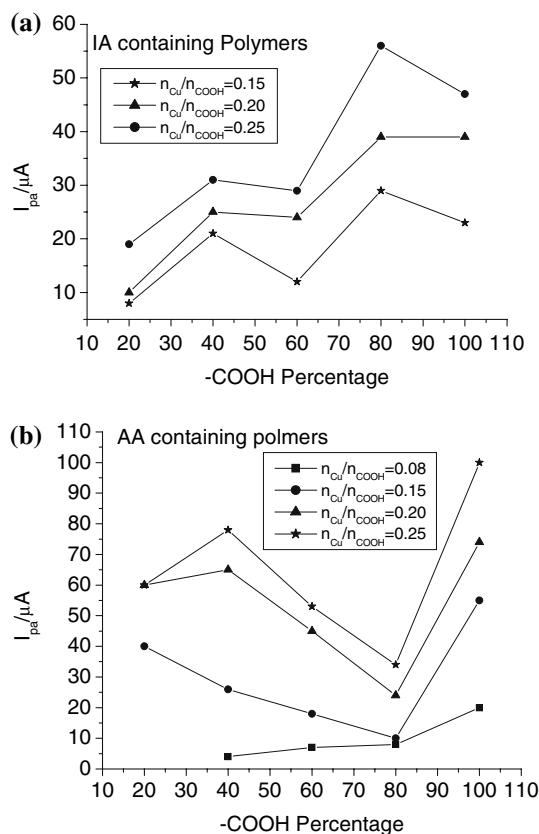 (a)
IA containing Polymers
n_Cu/n_COOH=0.15
n_Cu/n_COOH=0.20
n_Cu/n_COOH=0.25
I_pa/μA
60
50
40
30
20
10
10 20 30 40 50 60 70 80 90 100 110
-COOH Percentage
(b)
AA containing polmers
n_Cu/n_COOH=0.08
n_Cu/n_COOH=0.15
n_Cu/n_COOH=0.20
n_Cu/n_COOH=0.25
I_pa/μA
110
100
90
80
70
60
50
40
30
20
10
0
10 20 30 40 50 60 70 80 90 100 110
-COOH Percentage